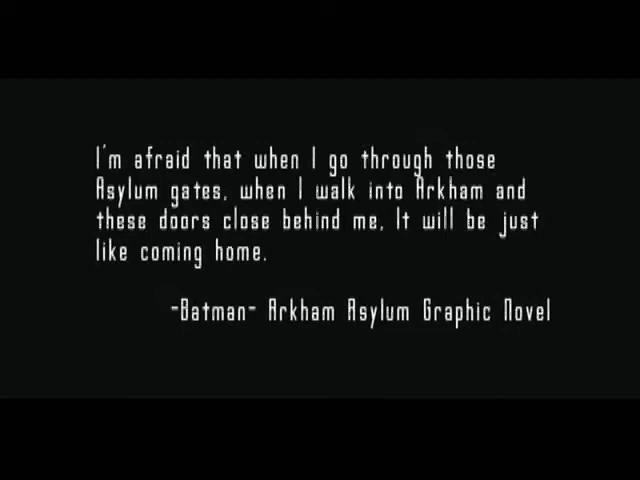 I'm afraid that when I go through those
Asylum gates, when I walk into Arkham and
these doors close behind me, It will be just
like coming home.
-Batman- Arkham Asylum Graphic Novel